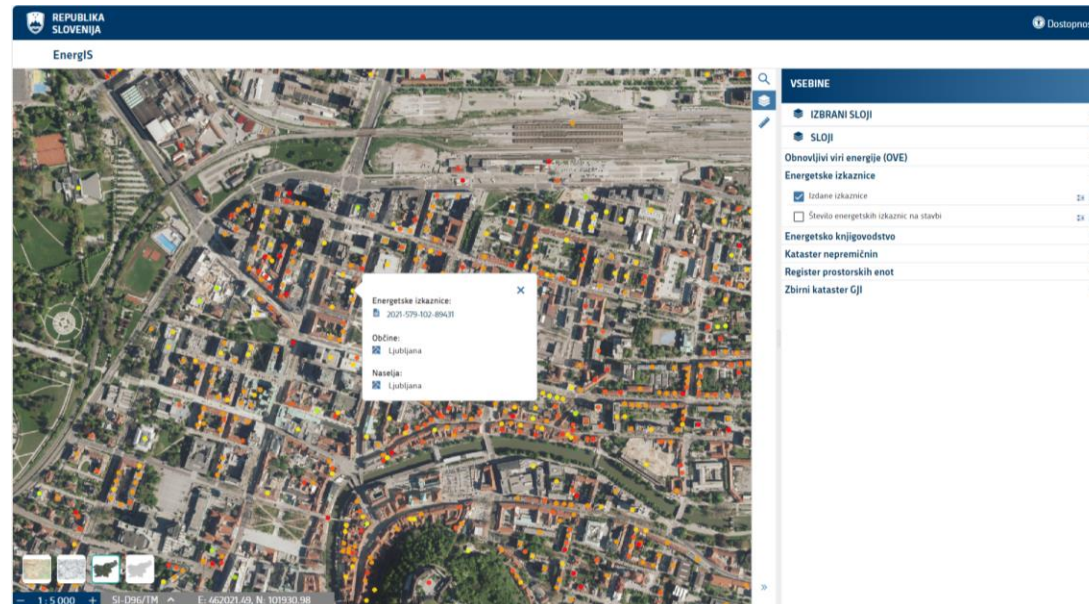 REPUBLIKA
SLOVENIJA
Dostopnos
EnergIS
VSEBINE
IZBRANI SLOJI
SLOJI
Obnovljivi viri energije (OVE)
Energetske izkaznice
Izdane izkaznice
Število energetskih izkaznic na stavbi
Energetsko knjigovodstvo
Kataster nepremičnin
Register prostorskih enot
Zbirni kataster GJI
Energetske izkaznice:
2021-579-102-89431
Občine:
Ljubljana
Naselja:
Ljubljana
− 1 : 5 000 + SI-D96/TM E: 462021.49, N: 101930.98